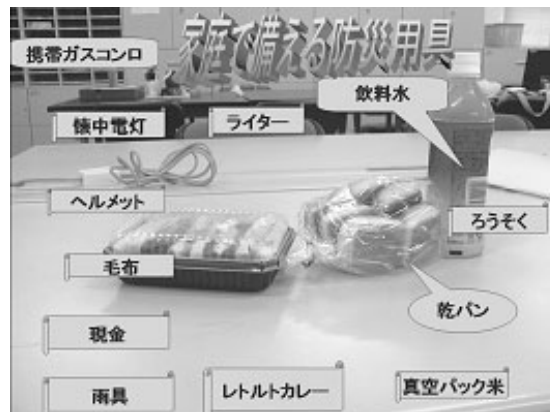 家庭で備える防災用具
携帯ガスコンロ
飲料水
懐中電灯
ライター
ヘルメット
ろうそく
毛布
乾パン
現金
雨具
レトルトカレー
真空パック米